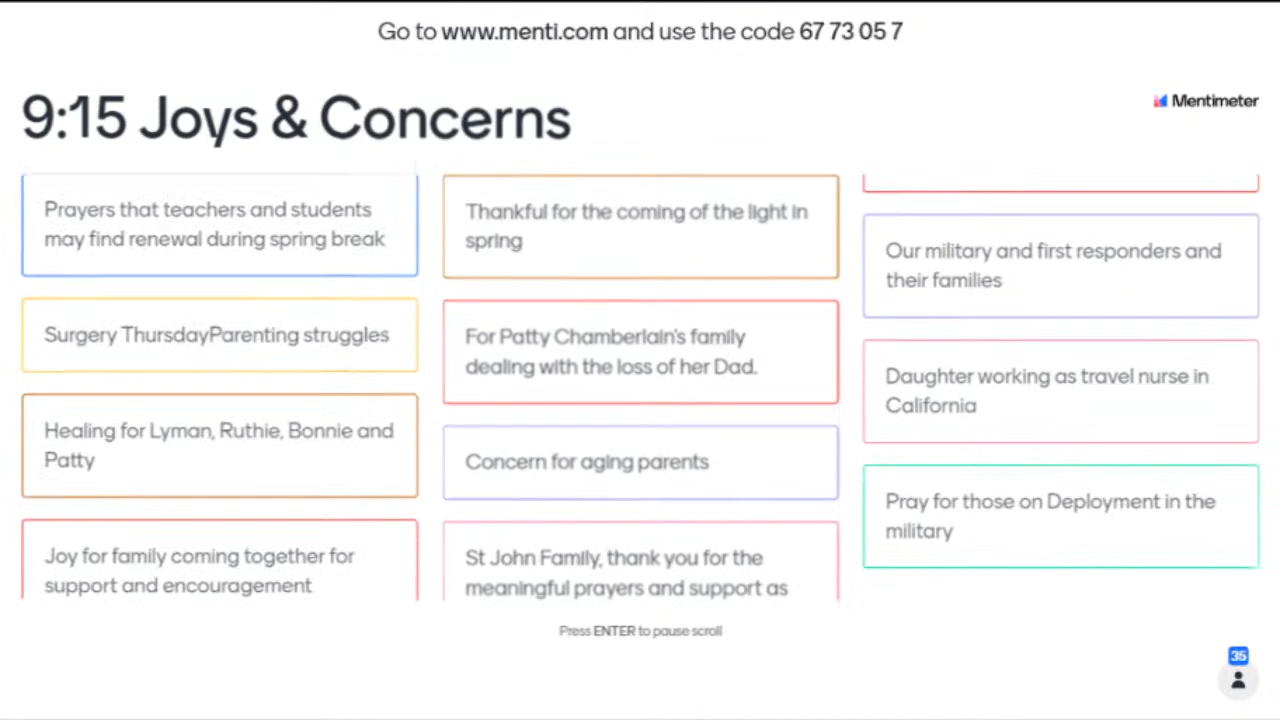 Go to www.menti.com and use the code 67 73 05 7
9:15 Joys & Concerns
Mentimeter
Prayers that teachers and students
may find renewal during spring break
Surgery ThursdayParenting struggles
Healing for Lyman, Ruthie, Bonnie and
Patty
Joy for family coming together for
support and encouragement
Thankful for the coming of the light in
spring
For Patty Chamberlain's family
dealing with the loss of her Dad.
Concern for aging parents
St John Family, thank you for the
meaningful prayers and support as
Our military and first responders and
their families
Daughter working as travel nurse in
California
Pray for those on Deployment in the
military
Press ENTER to pause scroll
35